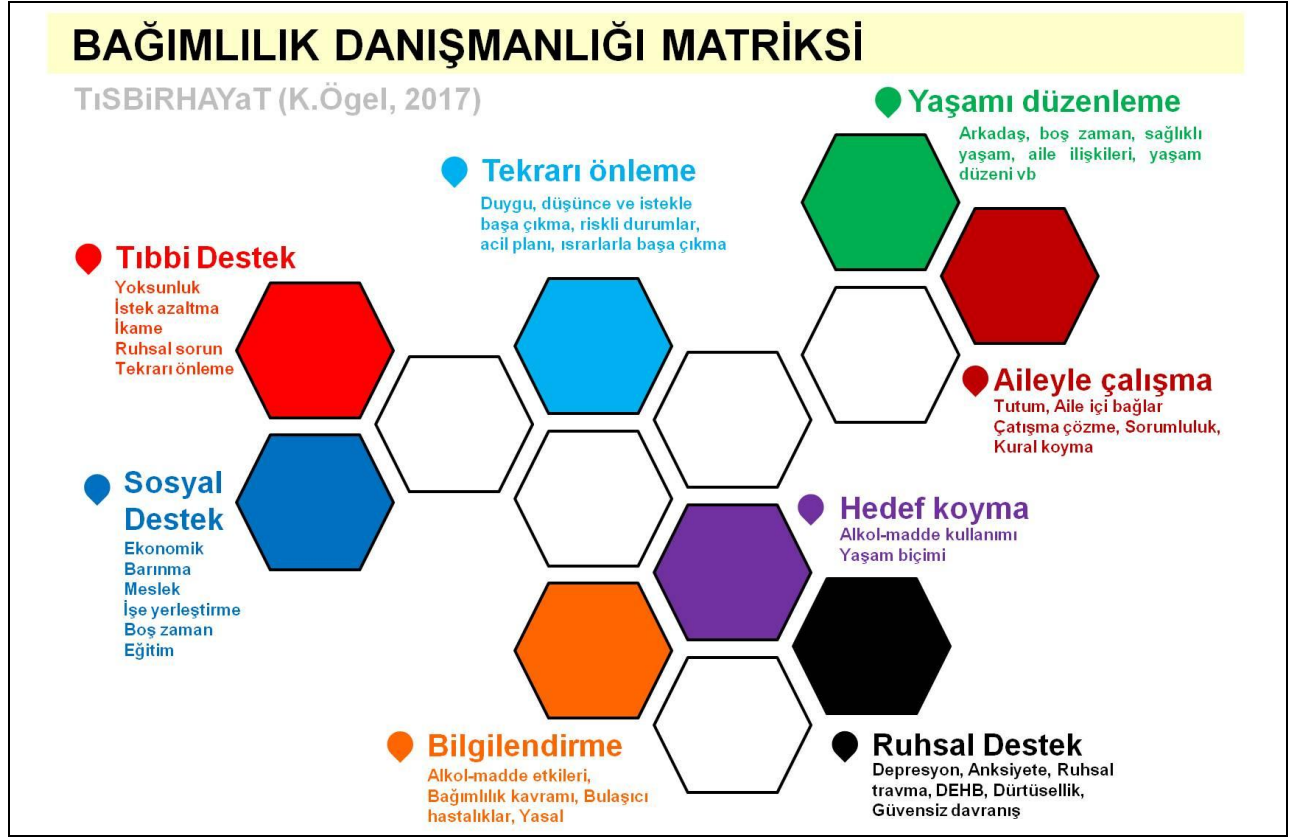 BAĞIMLILIK DANIŞMANLIĞI MATRİKSİ
TıSBiRHAYaT (K.Ögel, 2017)
Yaşamı düzenleme
Arkadaş, boş zaman, sağlıklı
yaşam, aile ilişkileri, yaşam
düzeni vb
Tekrarı önleme
Duygu, düşünce ve istekle
başa çıkma, riskli durumlar,
acil planı, ısrarlarla başa çıkma
Tıbbi Destek
Yoksunluk
İstek azaltma
İkame
Ruhsal sorun
Tekrarı önleme
Aileyle çalışma
Tutum, Aile içi bağlar
Çatışma çözme, Sorumluluk,
Kural koyma
Sosyal
Destek
Ekonomik
Barınma
Meslek
İşe yerleştirme
Boş zaman
Eğitim
Hedef koyma
Alkol-madde kullanımı
Yaşam biçimi
Bilgilendirme
Alkol-madde etkileri,
Bağımlılık kavramı, Bulaşıcı
hastalıklar, Yasal
Ruhsal Destek
Depresyon, Anksiyete, Ruhsal
travma, DEHB, Dürtüsellik,
Güvensiz davranış